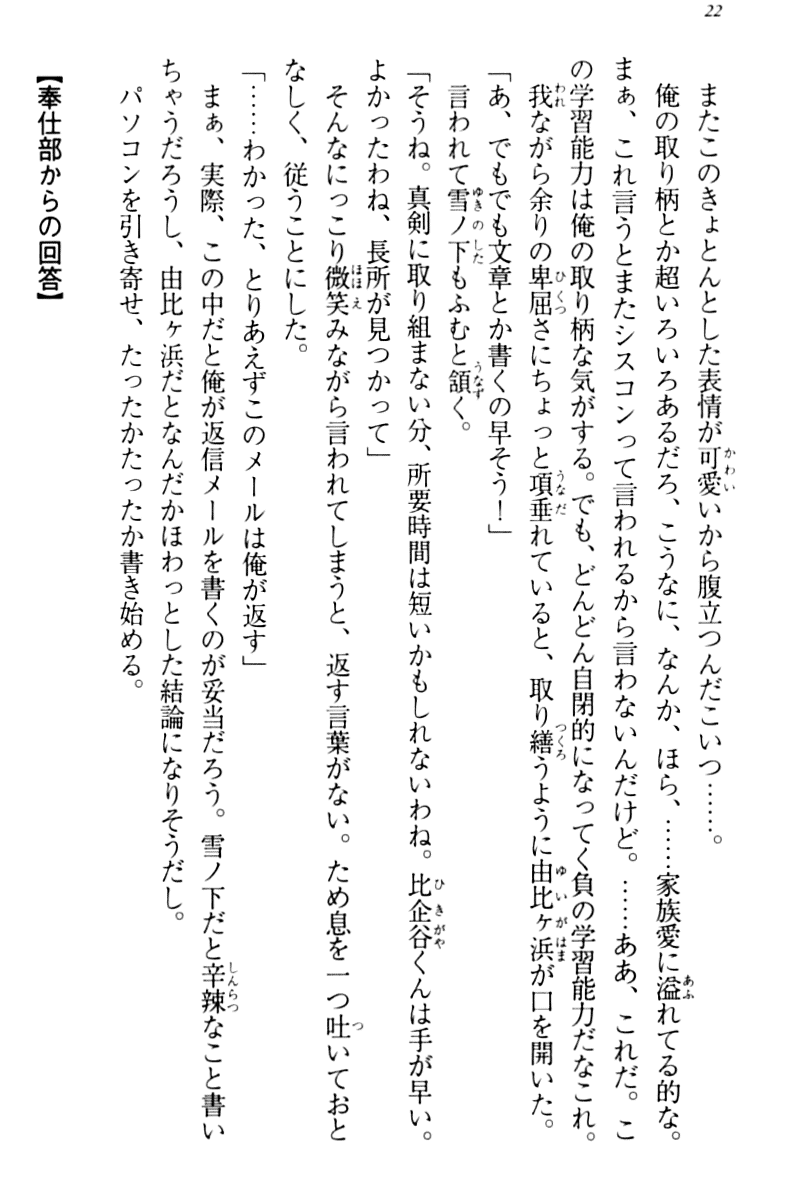 22
またこのきょとんとした表情が可愛いから腹立つんだこいつ……。
俺の取り柄とか超いろいろあるだろ、こうなに、なんか、ほら、……家族愛に溢れてる的な。
まぁ、これ言うとまたシスコンって言われるから言わないんだけど。……ああ、これだ。こ
の学習能力は俺の取り柄な気がする。でも、どんどん自閉的になってく負の学習能力だなこれ。
我ながら余りの卑屈さにちょっと項垂れていると、取り繕うように由比ヶ浜が口を開いた。
「あ、でもでも文章とか書くの早そう！」
言われて雪ノ下もふむと頷く。
「そうね。真剣に取り組まない分、所要時間は短いかもしれないわね。比企谷くんは手が早い。
よかったわね、長所が見つかって」
そんなにっこり微笑みながら言われてしまうと、返す言葉がない。ため息を一つ吐いておと
なしく、従うことにした。
「……わかった、とりあえずこのメールは俺が返す」
まぁ、実際、この中だと俺が返信メールを書くのが妥当だろう。雪ノ下だと辛辣なこと書い
ちゃうだろうし、由比ヶ浜だとなんだかほわっとした結論になりそうだし。
パソコンを引き寄せ、たったかたったか書き始める。
【奉仕部からの回答】